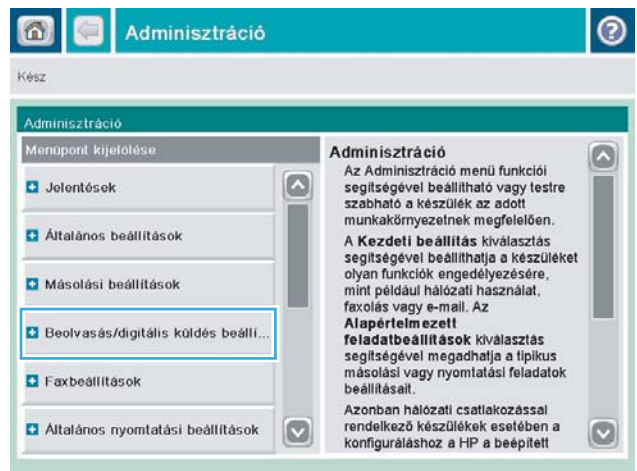 Adminisztráció
Kész
Adminisztráció
Menüpont kijelölése
Jelentések
Általános beállítások
Másolási beállítások
Beolvasás/digitális küldés beállí...
Faxbeállítások
Általános nyomtatási beállítások
Adminisztráció
Az Adminisztráció menü funkciói
segítségével beállítható vagy testre
szabható a készülék az adott
munkakörnyezetnek megfelelően.
A Kezdeti beállítás kiválasztás
segítségével beállíthatja a készüléket
olyan funkciók engedélyezésére,
mint például hálózati használat,
faxolás vagy e-mail. Az
Alapértelmezett
feladatbeállítások kiválasztás
segítségével megadhatja a tipikus
másolási vagy nyomtatási feladatok
beállításait.
Azonban hálózati csatlakozással
rendelkező készülékek esetében a
konfiguráláshoz a HP a beépített